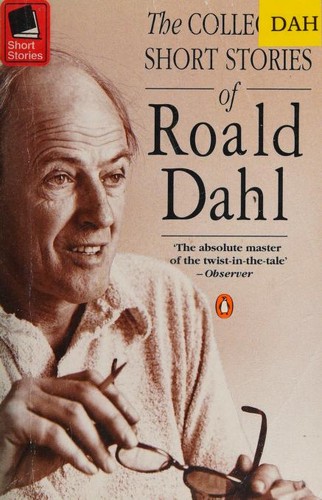 Short
Stories
The COLLEC
DAH
SHORT STORIES
of
Roald
Dahl
'The absolute master
of the twist-in-the-tale'
– Observer